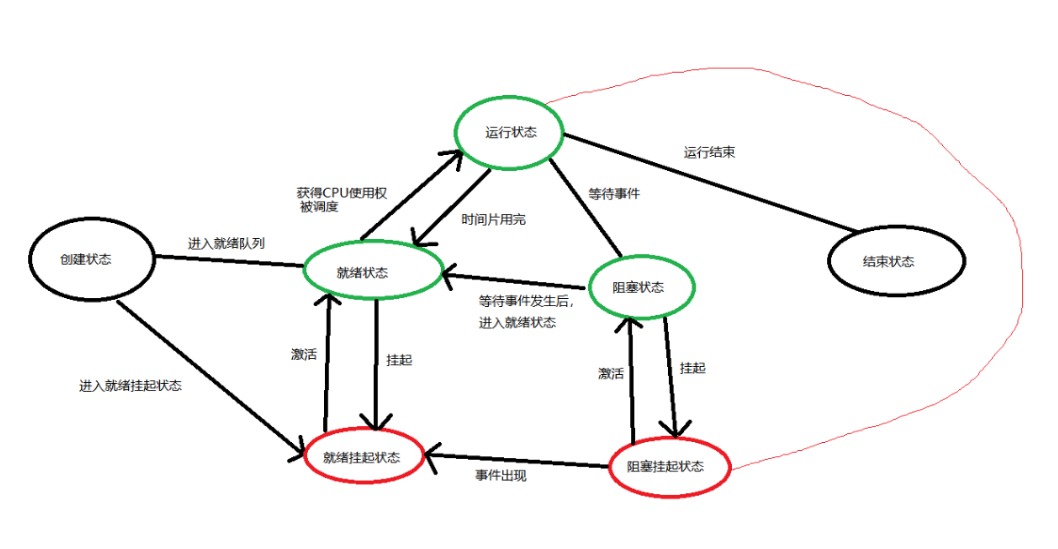 运行状态
运行结束
等待事件
获得CPU使用权
被调度
时间片用完
创建状态
进入就绪队列
就绪状态
阻塞状态
结束状态
等待事件发生后，
进入就绪状态
激活
挂起
激活
挂起
进入就绪挂起状态
就绪挂起状态
阻塞挂起状态
事件出现